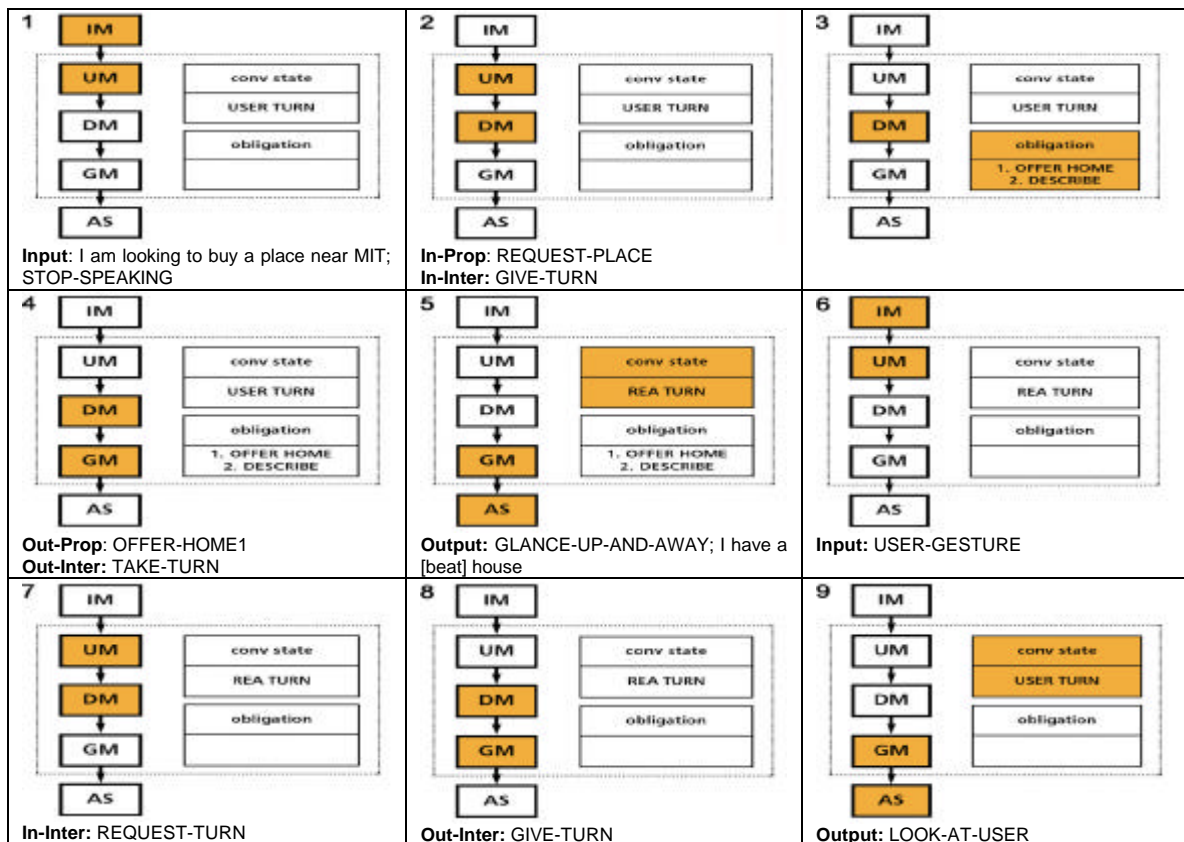 1
IM
UM
DM
GM
AS
conv state
USER TURN
obligation
Input: I am looking to buy a place near MIT;
STOP-SPEAKING
2
IM
UM
DM
GM
AS
conv state
USER TURN
obligation
In-Prop: REQUEST-PLACE
In-Inter: GIVE-TURN
3
IM
UM
DM
GM
AS
conv state
USER TURN
obligation
1. OFFER HOME
2. DESCRIBE
4
IM
UM
DM
GM
AS
conv state
USER TURN
obligation
1. OFFER HOME
2. DESCRIBE
Out-Prop: OFFER-HOME1
Out-Inter: TAKE-TURN
5
IM
UM
DM
GM
AS
conv state
REA TURN
obligation
1. OFFER HOME
2. DESCRIBE
Output: GLANCE-UP-AND-AWAY; I have a
[beat] house
6
IM
UM
DM
GM
AS
conv state
REA TURN
obligation
Input: USER-GESTURE
7
IM
UM
DM
GM
AS
conv state
REA TURN
obligation
In-Inter: REQUEST-TURN
8
IM
UM
DM
GM
AS
conv state
REA TURN
obligation
Out-Inter: GIVE-TURN
9
IM
UM
DM
GM
AS
conv state
USER TURN
obligation
Output: LOOK-AT-USER